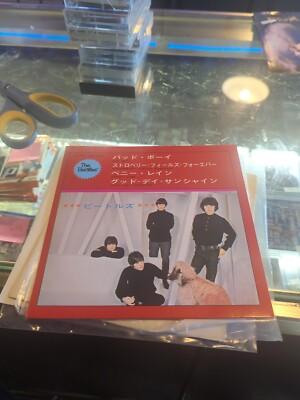 The
Beatles
バッド・ボーイ
ストロベリー・フィールズ・フォーエバー
ペニー・レイン
グッド・デイ・サンシャイン
ビートルズ